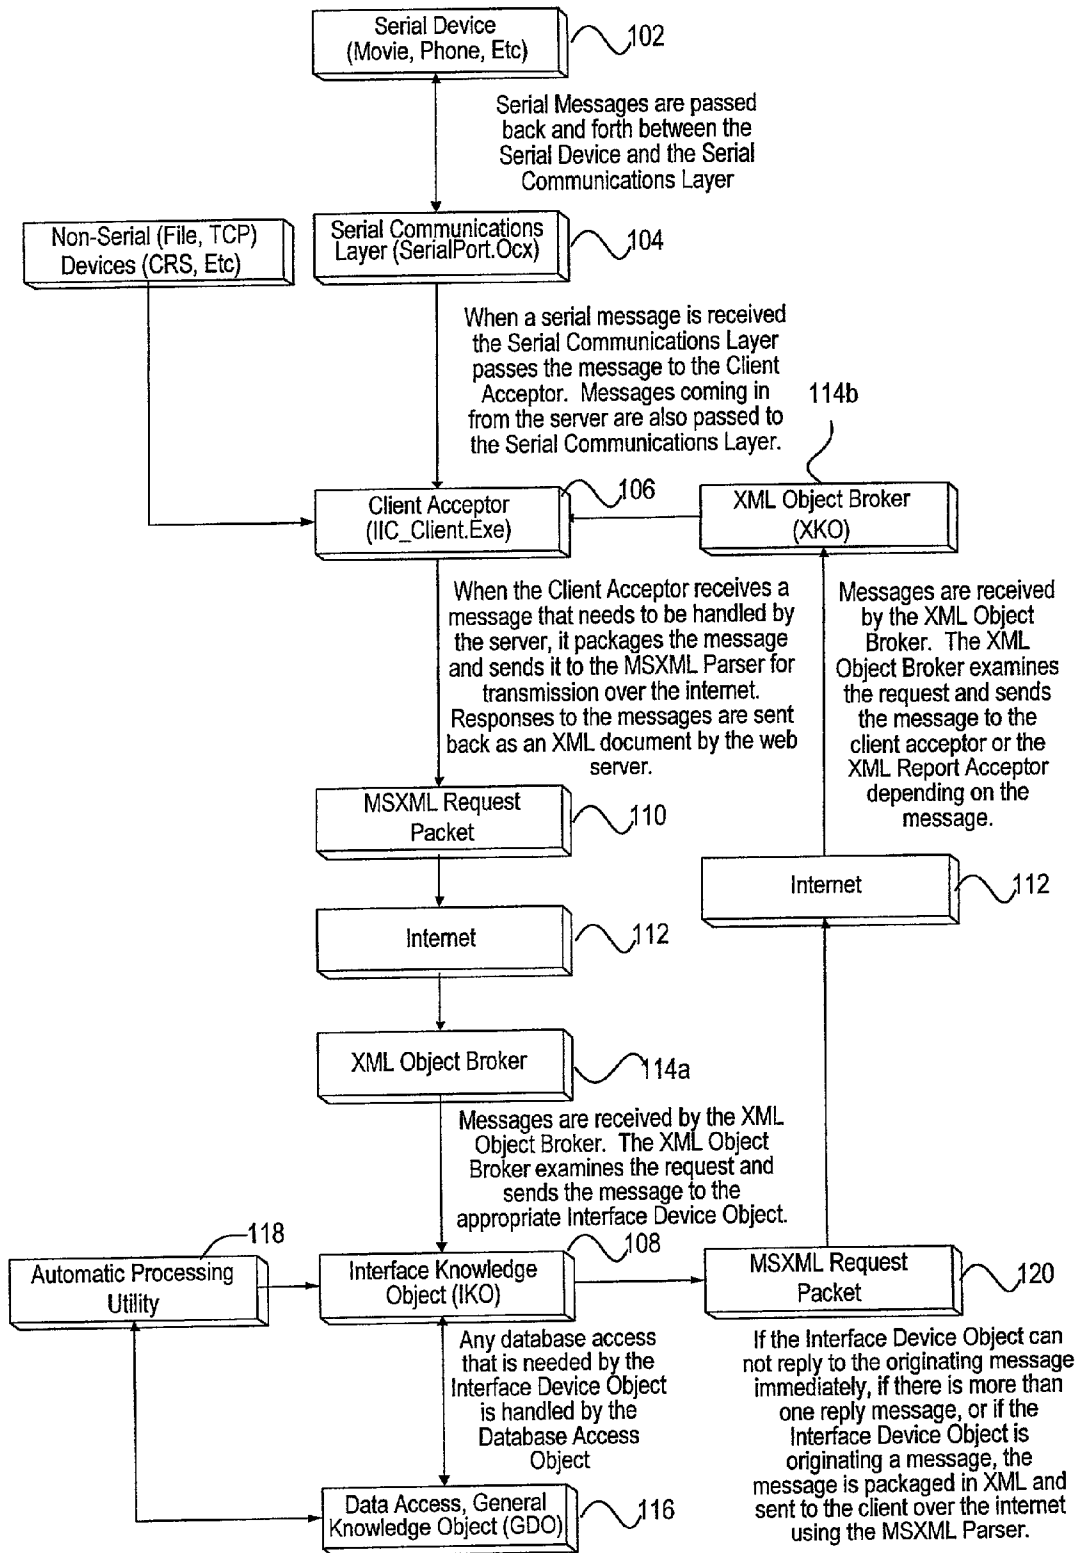 Serial Device
(Movie, Phone, Etc)
102
Serial Messages are passed
back and forth between the
Serial Device and the Serial
Communications Layer
Non-Serial (File, TCP)
Devices (CRS, Etc)
Serial Communications
Layer (SerialPort.Ocx)
104
When a serial message is received
the Serial Communications Layer
passes the message to the Client
Acceptor. Messages coming in
from the server are also passed to
the Serial Communications Layer.
114b
Client Acceptor
(IIC_Client.Exe)
106
XML Object Broker
(XKO)
When the Client Acceptor receives a
message that needs to be handled by
the server, it packages the message
and sends it to the MSXML Parser for
transmission over the internet.
Responses to the messages are sent
back as an XML document by the web
server.
Messages are received
by the XML Object
Broker. The XML
Object Broker examines
the request and sends
the message to the
client acceptor or the
XML Report Acceptor
depending on the
message.
MSXML Request
Packet
110
Internet
112
Internet
112
XML Object Broker
114a
Messages are received by the XML
Object Broker. The XML Object
Broker examines the request and
sends the message to the
appropriate Interface Device Object.
118
Automatic Processing
Utility
Interface Knowledge
Object (IKO)
108
MSXML Request
Packet
120
Any database access
that is needed by the
Interface Device Object
is handled by the
Database Access
Object
If the Interface Device Object can
not reply to the originating message
immediately, if there is more than
one reply message, or if the
Interface Device Object is
originating a message, the
message is packaged in XML and
sent to the client over the internet
using the MSXML Parser.
Data Access, General
Knowledge Object (GDO)
116